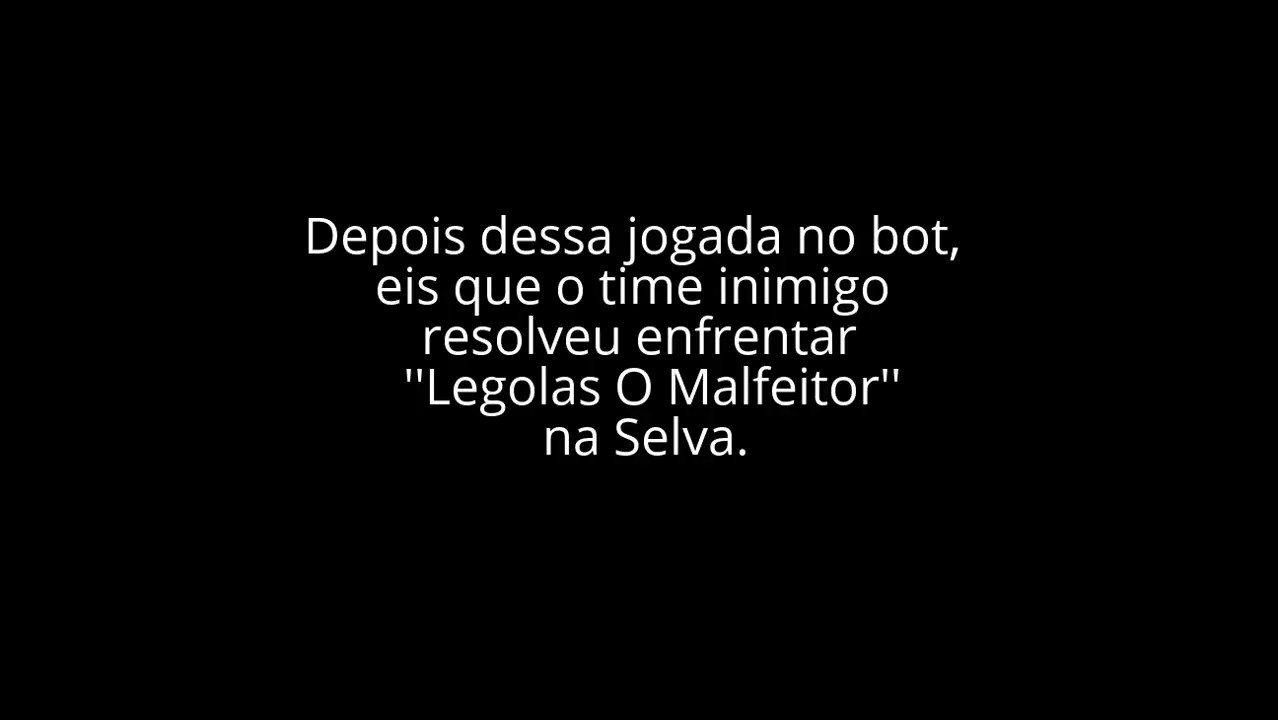 Depois dessa jogada no bot,
eis que o time inimigo
resolveu enfrentar
''Legolas O Malfeitor''
na Selva.